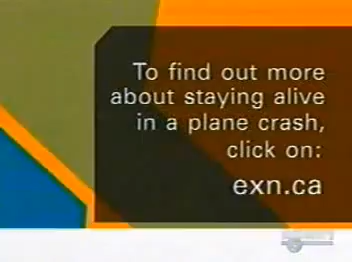 To find out more
about staying alive
in a plane crash,
click on:
exn.ca